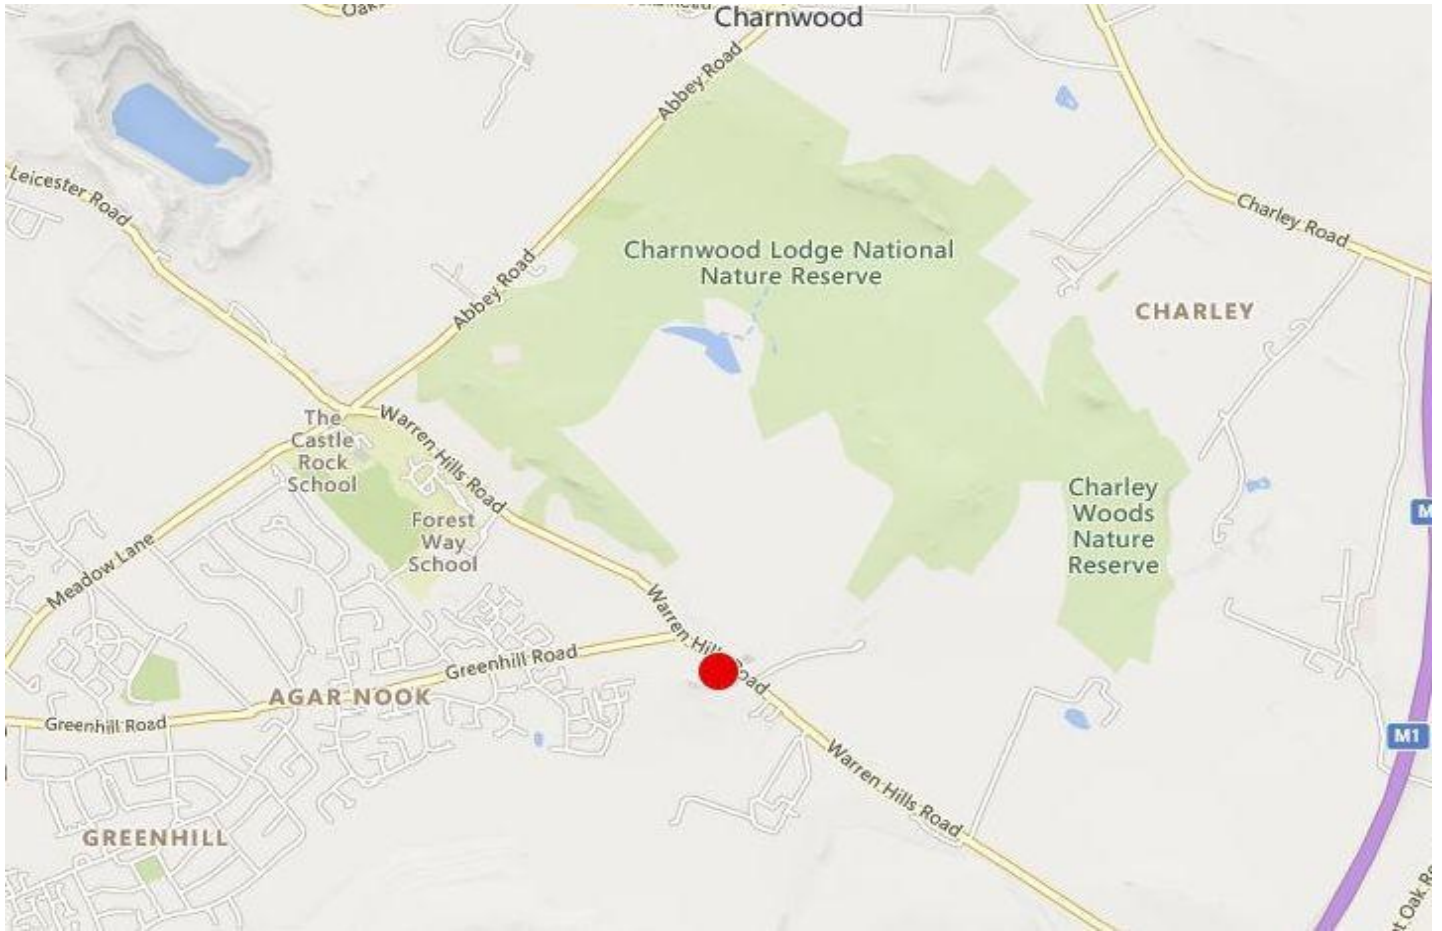 Charnwood
Abbey Road
Leicester Road
Charley Road
Charnwood Lodge National
Nature Reserve
Abbey Road
CHARLEY
The
Castle
Rock
School
Warren Hills Road
Charley
Woods
Nature
Reserve
Forest
Way
School
Meadow Lane
Warren Hills Road
Greenhill Road
AGAR NOOK
Greenhill Road
M1
Warren Hills Road
GREENHILL